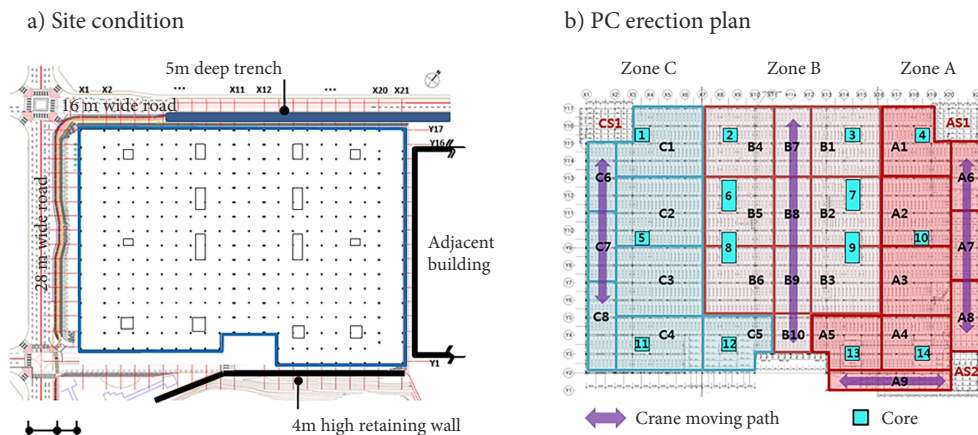 a) Site condition
5m deep trench
X1 X2 ... X11 X12 ... X20 X21
16 m wide road
Y17
Y16
28 m wide road
Adjacent
building
Y1
4m high retaining wall
b) PC erection plan
Zone C Zone B Zone A
CS1 AS1
1 2 3 4
C1 B4 B7 B1 A1
C6 A6
6 7
C2 B5 B8 B2 A2
5 10
C7 8 9 A7
C3 B6 B9 B3 A3
C8 A8
C4 C5 B10 A5 A4
11 12 13 14
AS2
A9
Crane moving path
Core